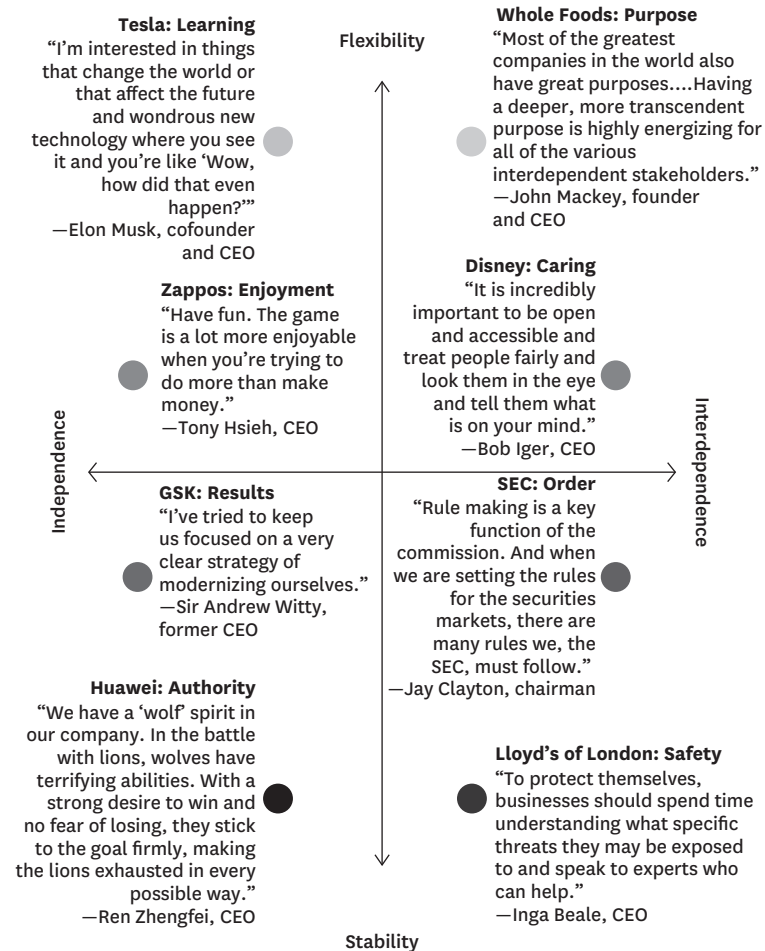 Tesla: Learning
“I’m interested in things
that change the world or
that affect the future
and wondrous new
technology where you see
it and you’re like ‘Wow,
how did that even
happen?’”
—Elon Musk, cofounder
and CEO
Flexibility
Whole Foods: Purpose
“Most of the greatest
companies in the world also
have great purposes....Having
a deeper, more transcendent
purpose is highly energizing for
all of the various
interdependent stakeholders.”
—John Mackey, founder
and CEO
Zappos: Enjoyment
“Have fun. The game
is a lot more enjoyable
when you’re trying to
do more than make
money.”
—Tony Hsieh, CEO
Disney: Caring
“It is incredibly
important to be open
and accessible and
treat people fairly and
look them in the eye
and tell them what
is on your mind.”
—Bob Iger, CEO
Independence
Interdependence
GSK: Results
“I’ve tried to keep
us focused on a very
clear strategy of
modernizing ourselves.”
—Sir Andrew Witty,
former CEO
SEC: Order
“Rule making is a key
function of the
commission. And when
we are setting the rules
for the securities
markets, there are
many rules we, the
SEC, must follow.”
—Jay Clayton, chairman
Huawei: Authority
“We have a ‘wolf’ spirit in
our company. In the battle
with lions, wolves have
terrifying abilities. With a
strong desire to win and
no fear of losing, they stick
to the goal firmly, making
the lions exhausted in every
possible way.”
—Ren Zhengfei, CEO
Lloyd’s of London: Safety
“To protect themselves,
businesses should spend time
understanding what specific
threats they may be exposed
to and speak to experts who
can help.”
—Inga Beale, CEO
Stability